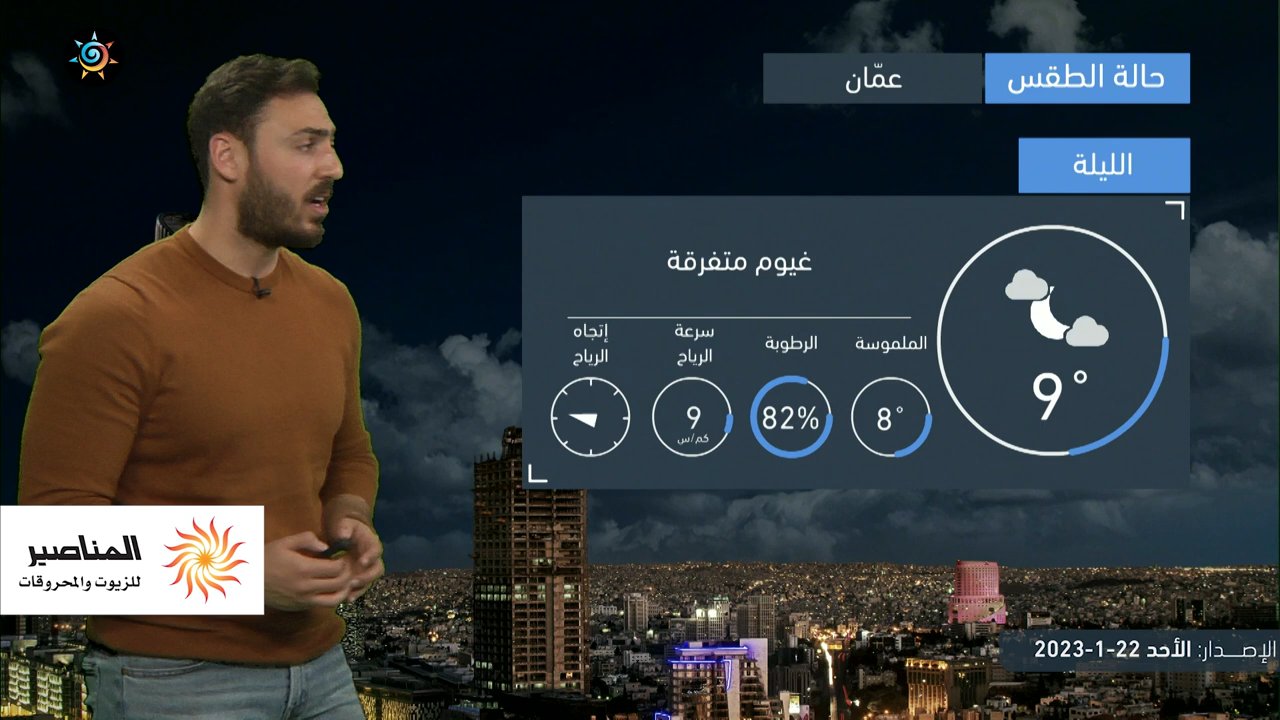 حالة الطقس
عمّان
الليلة
غيوم متفرقة
9°
الملموسة
8°
الرطوبة
82%
سرعة
الرياح
9
كم/س
إتجاه
الرياح
المناصير
للزيوت والمحروقات
الإصدار: الأحد 22-1-2023